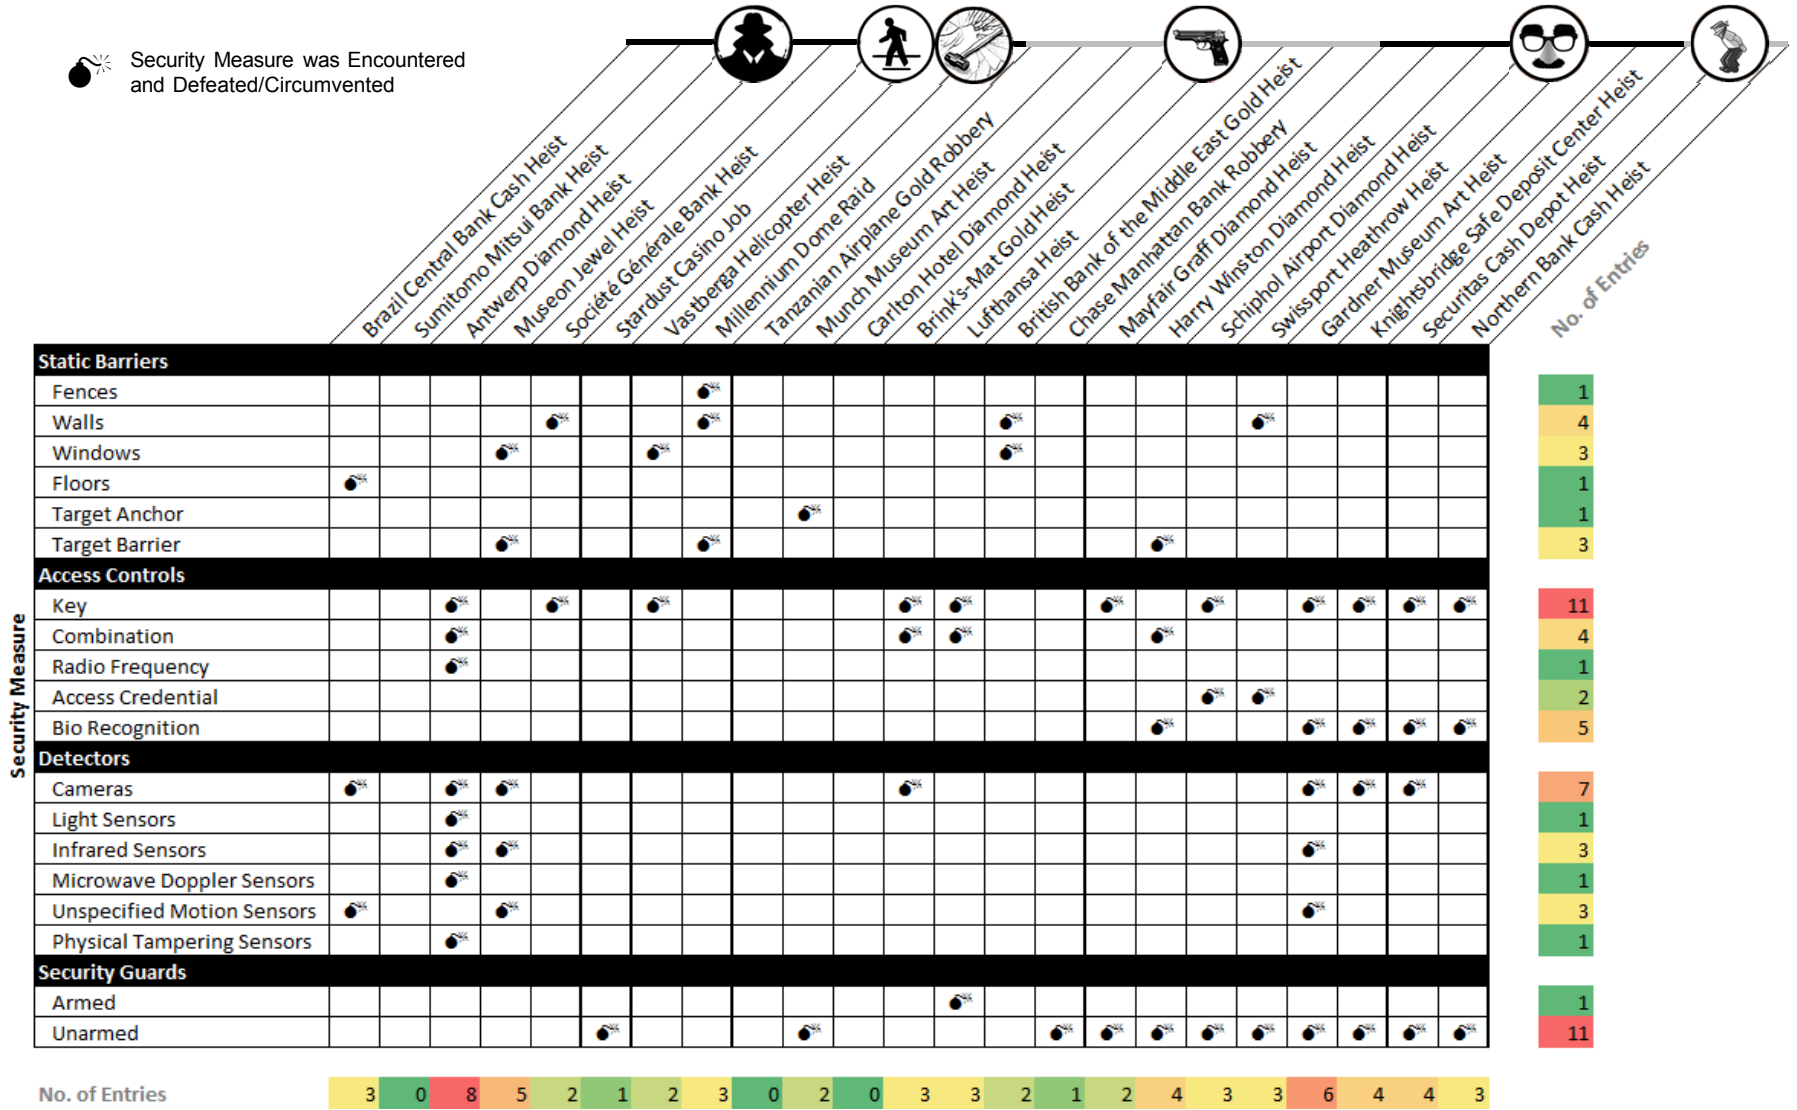 Security Measure was Encountered
and Defeated/Circumvented
Brazil Central Bank Cash Heist
Sumitomo Mitsui Bank Heist
Antwerp Diamond Heist
Museon Jewel Heist
Société Générale Bank Heist
Stardust Casino Job
Vastberga Helicopter Heist
Millennium Dome Raid
Tanzanian Airplane Gold Robbery
Munch Museum Art Heist
Carlton Hotel Diamond Heist
Brink's-Mat Gold Heist
Lufthansa Heist
British Bank of the Middle East Gold Heist
Chase Manhattan Bank Robbery
Mayfair Graff Diamond Heist
Harry Winston Diamond Heist
Schiphol Airport Diamond Heist
Swissport Heathrow Heist
Gardner Museum Art Heist
Knightsbridge Safe Deposit Center Heist
Securitas Cash Depot Heist
Northern Bank Cash Heist
No. of Entries
Security Measure
Static Barriers
Fences 1
Walls 4
Windows 3
Floors 1
Target Anchor 1
Target Barrier 3
Access Controls
Key 11
Combination 4
Radio Frequency 1
Access Credential 2
Bio Recognition 5
Detectors
Cameras 7
Light Sensors 1
Infrared Sensors 3
Microwave Doppler Sensors 1
Unspecified Motion Sensors 3
Physical Tampering Sensors 1
Security Guards
Armed 1
Unarmed 11
No. of Entries 3 0 8 5 2 1 2 3 0 2 0 3 3 2 1 2 4 3 3 6 4 4 3